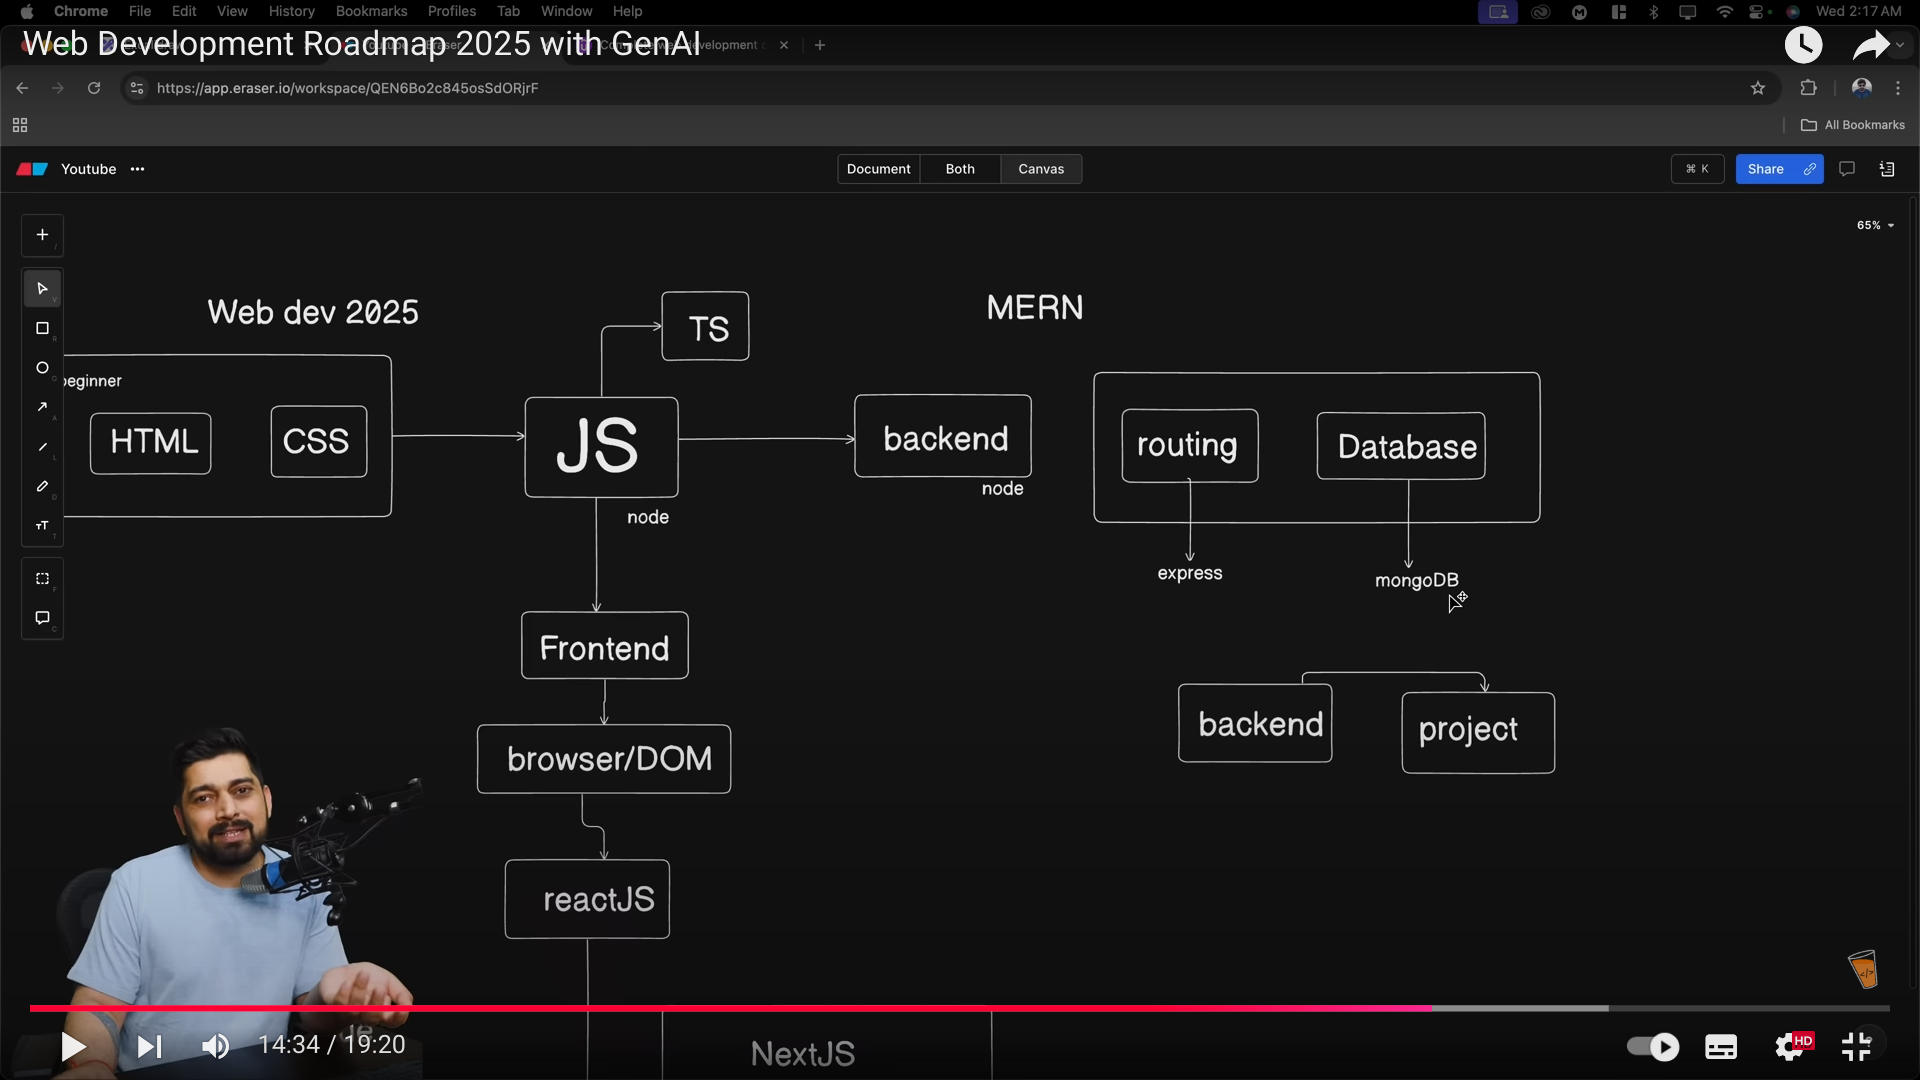 Chrome File Edit View History Bookmarks Profiles Tab Window Help Wed 2:17 AM
Web Development Roadmap 2025 with GenAI
https://app.eraser.io/workspace/QEN6Bo2c845osSdORjrF
All Bookmarks
Youtube ••• Document Both Canvas ⌘ K Share
65%
Web dev 2025
MERN
TS
beginner
HTML
CSS
JS
backend
routing
Database
node
node
express
mongoDB
Frontend
backend
project
browser/DOM
reactJS
NextJS
14:34 / 19:20
HD